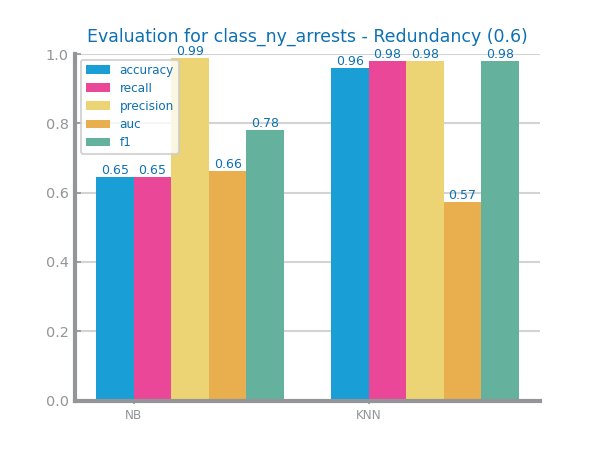 Evaluation for class_ny_arrests - Redundancy (0.6)
1.0
0.8
0.6
0.4
0.2
0.0
accuracy
recall
precision
auc
f1
0.65
0.65
0.99
0.66
0.78
0.96
0.98
0.98
0.57
0.98
NB
KNN